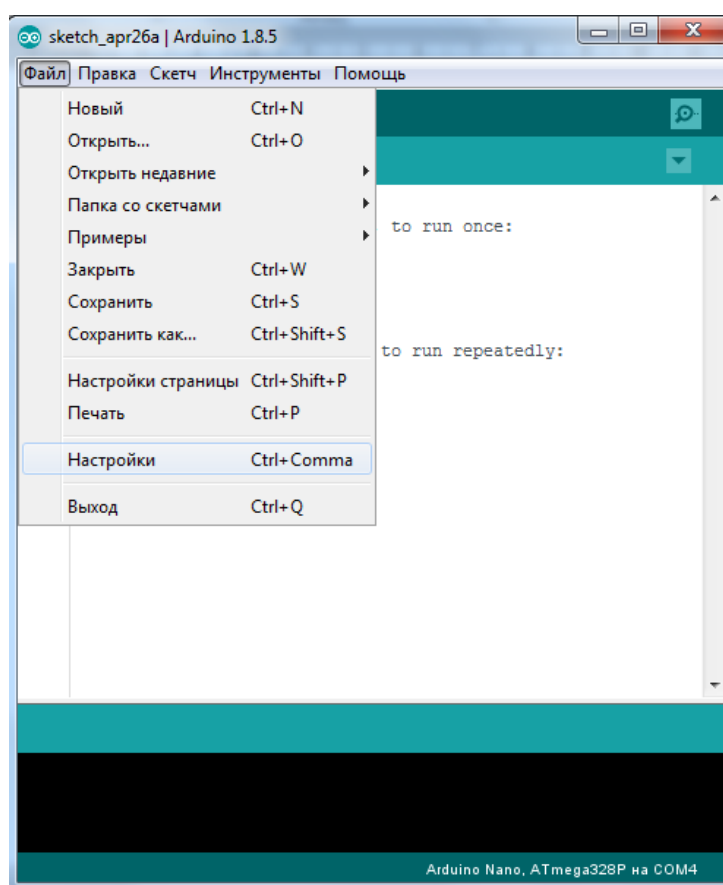 sketch_apr26a | Arduino 1.8.5
Файл Правка Скетч Инструменты Помощь
Новый Ctrl+N
Открыть... Ctrl+O
Открыть недавние
Папка со скетчами
to run once:
Примеры
Закрыть Ctrl+W
Сохранить Ctrl+S
Сохранить как... Ctrl+Shift+S
to run repeatedly:
Настройки страницы Ctrl+Shift+P
Печать Ctrl+P
Настройки Ctrl+Comma
Выход Ctrl+Q
Arduino Nano, ATmega328P на COM4